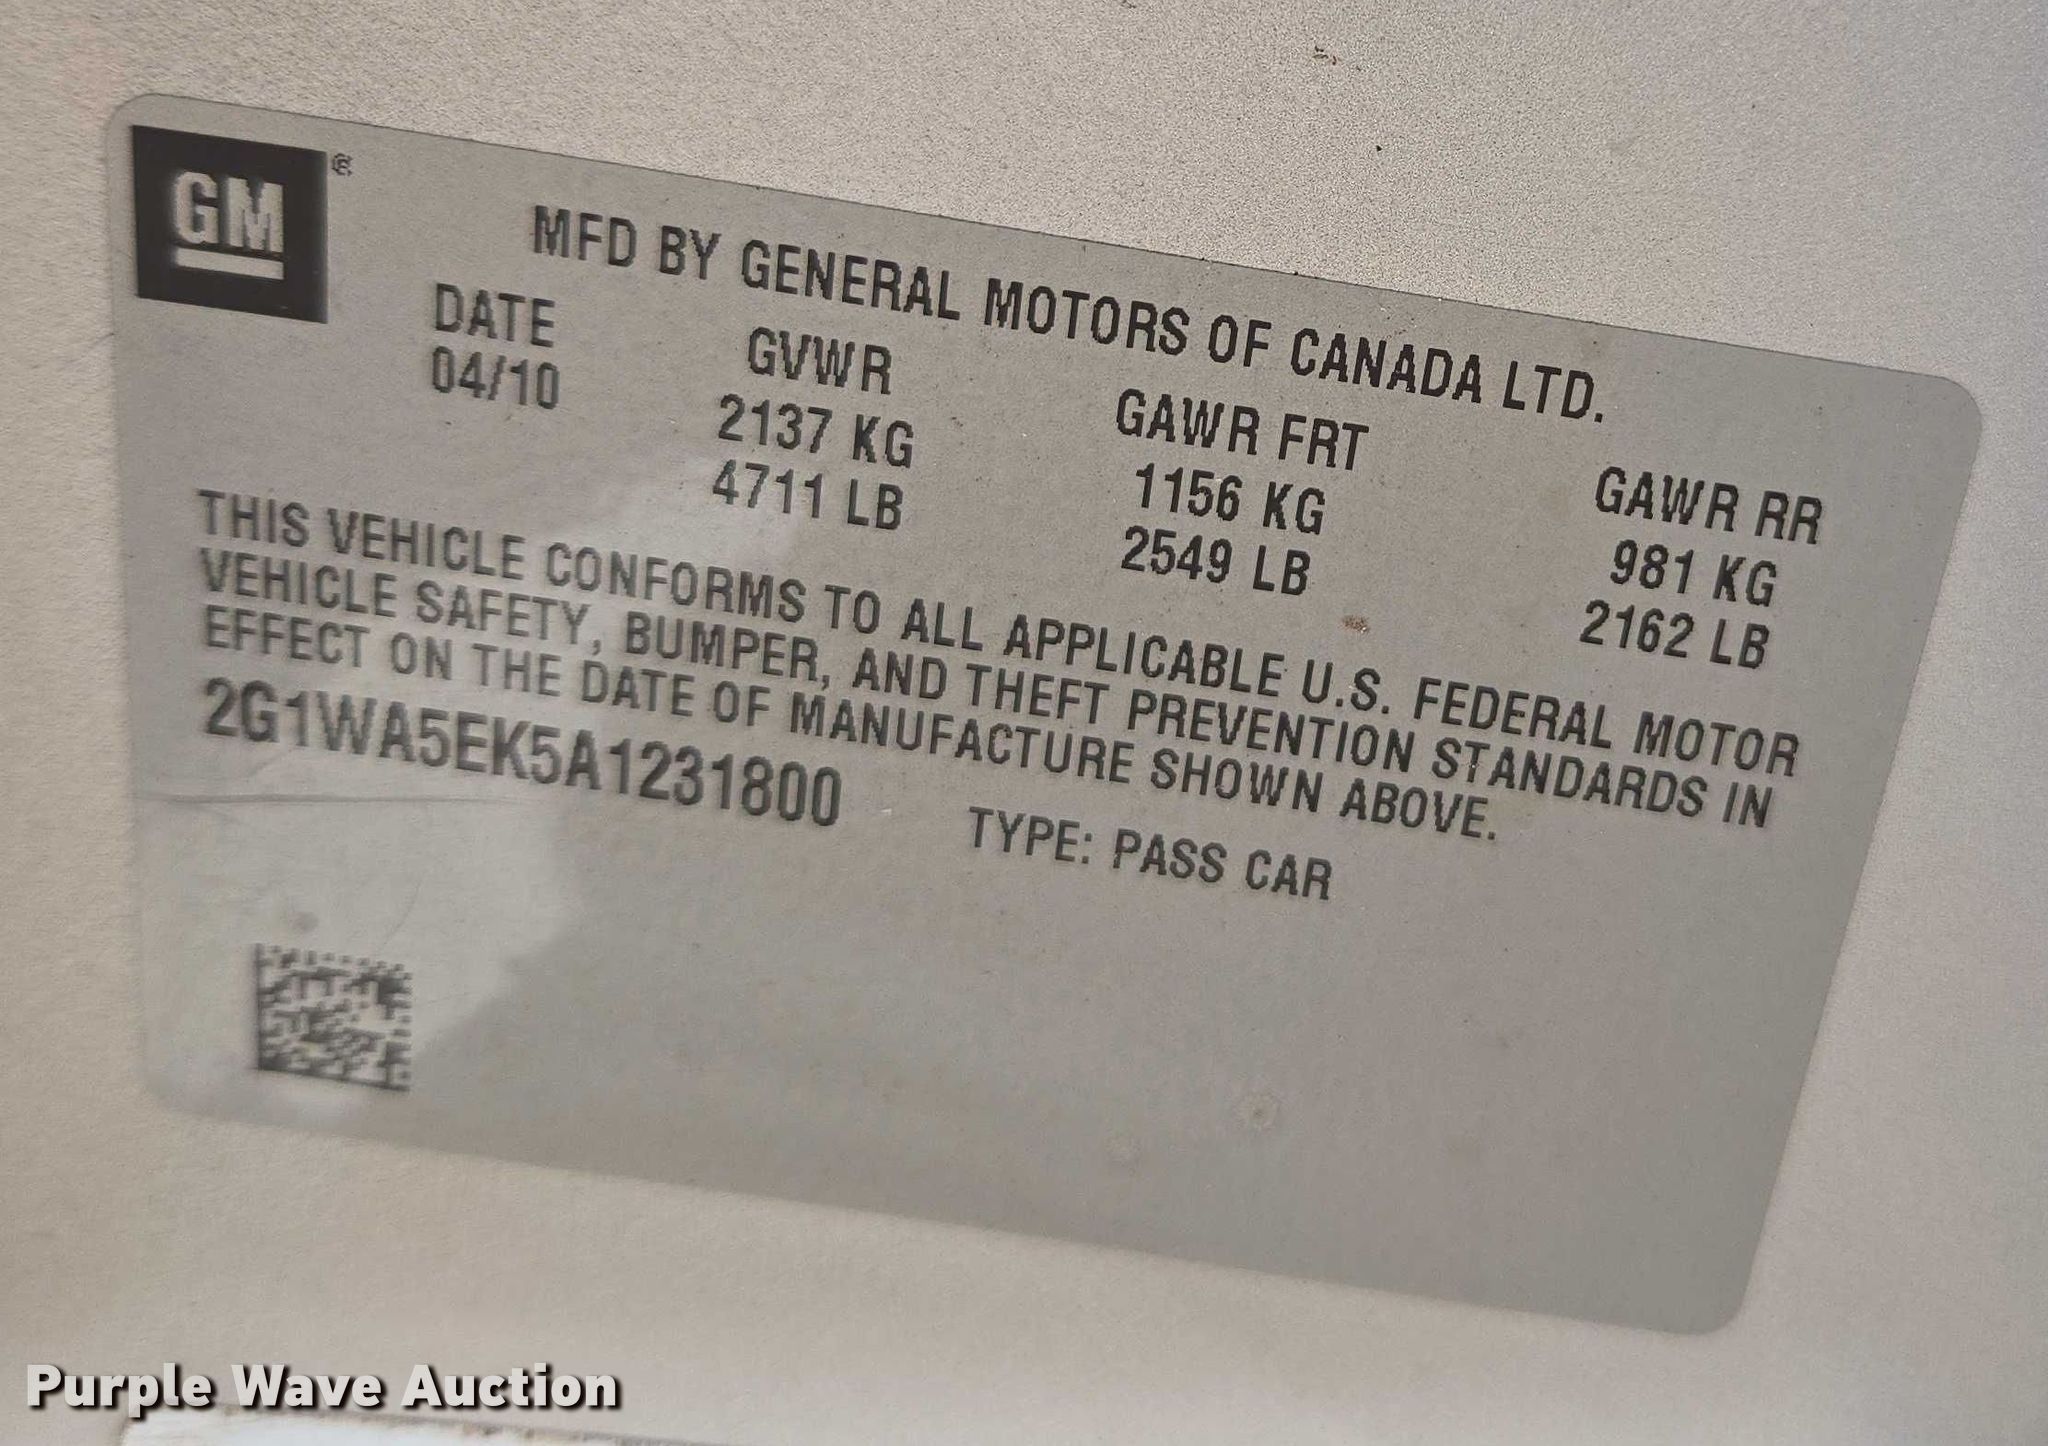 GM®
MFD BY GENERAL MOTORS OF CANADA LTD.
DATE GVWR GAWR FRT GAWR RR
04/10 2137 KG 1156 KG 981 KG
4711 LB 2549 LB 2162 LB
THIS VEHICLE CONFORMS TO ALL APPLICABLE U.S. FEDERAL MOTOR
VEHICLE SAFETY, BUMPER, AND THEFT PREVENTION STANDARDS IN
EFFECT ON THE DATE OF MANUFACTURE SHOWN ABOVE.
2G1WA5EK5A1231800 TYPE: PASS CAR
Purple Wave Auction